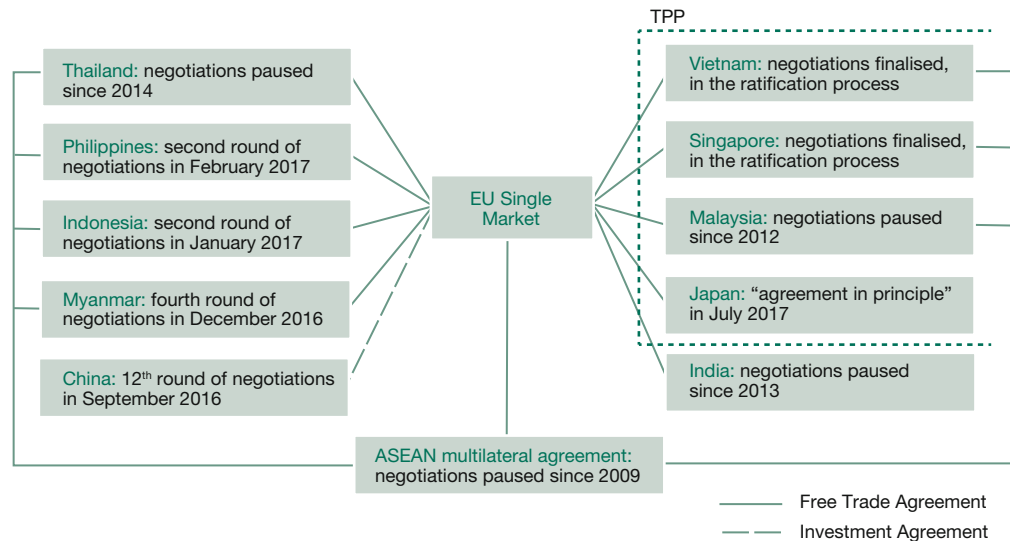 TPP
Thailand: negotiations paused
since 2014
Philippines: second round of
negotiations in February 2017
Indonesia: second round of
negotiations in January 2017
Myanmar: fourth round of
negotiations in December 2016
China: 12th round of negotiations
in September 2016
EU Single
Market
Vietnam: negotiations finalised,
in the ratification process
Singapore: negotiations finalised,
in the ratification process
Malaysia: negotiations paused
since 2012
Japan: “agreement in principle”
in July 2017
India: negotiations paused
since 2013
ASEAN multilateral agreement:
negotiations paused since 2009
Free Trade Agreement
Investment Agreement